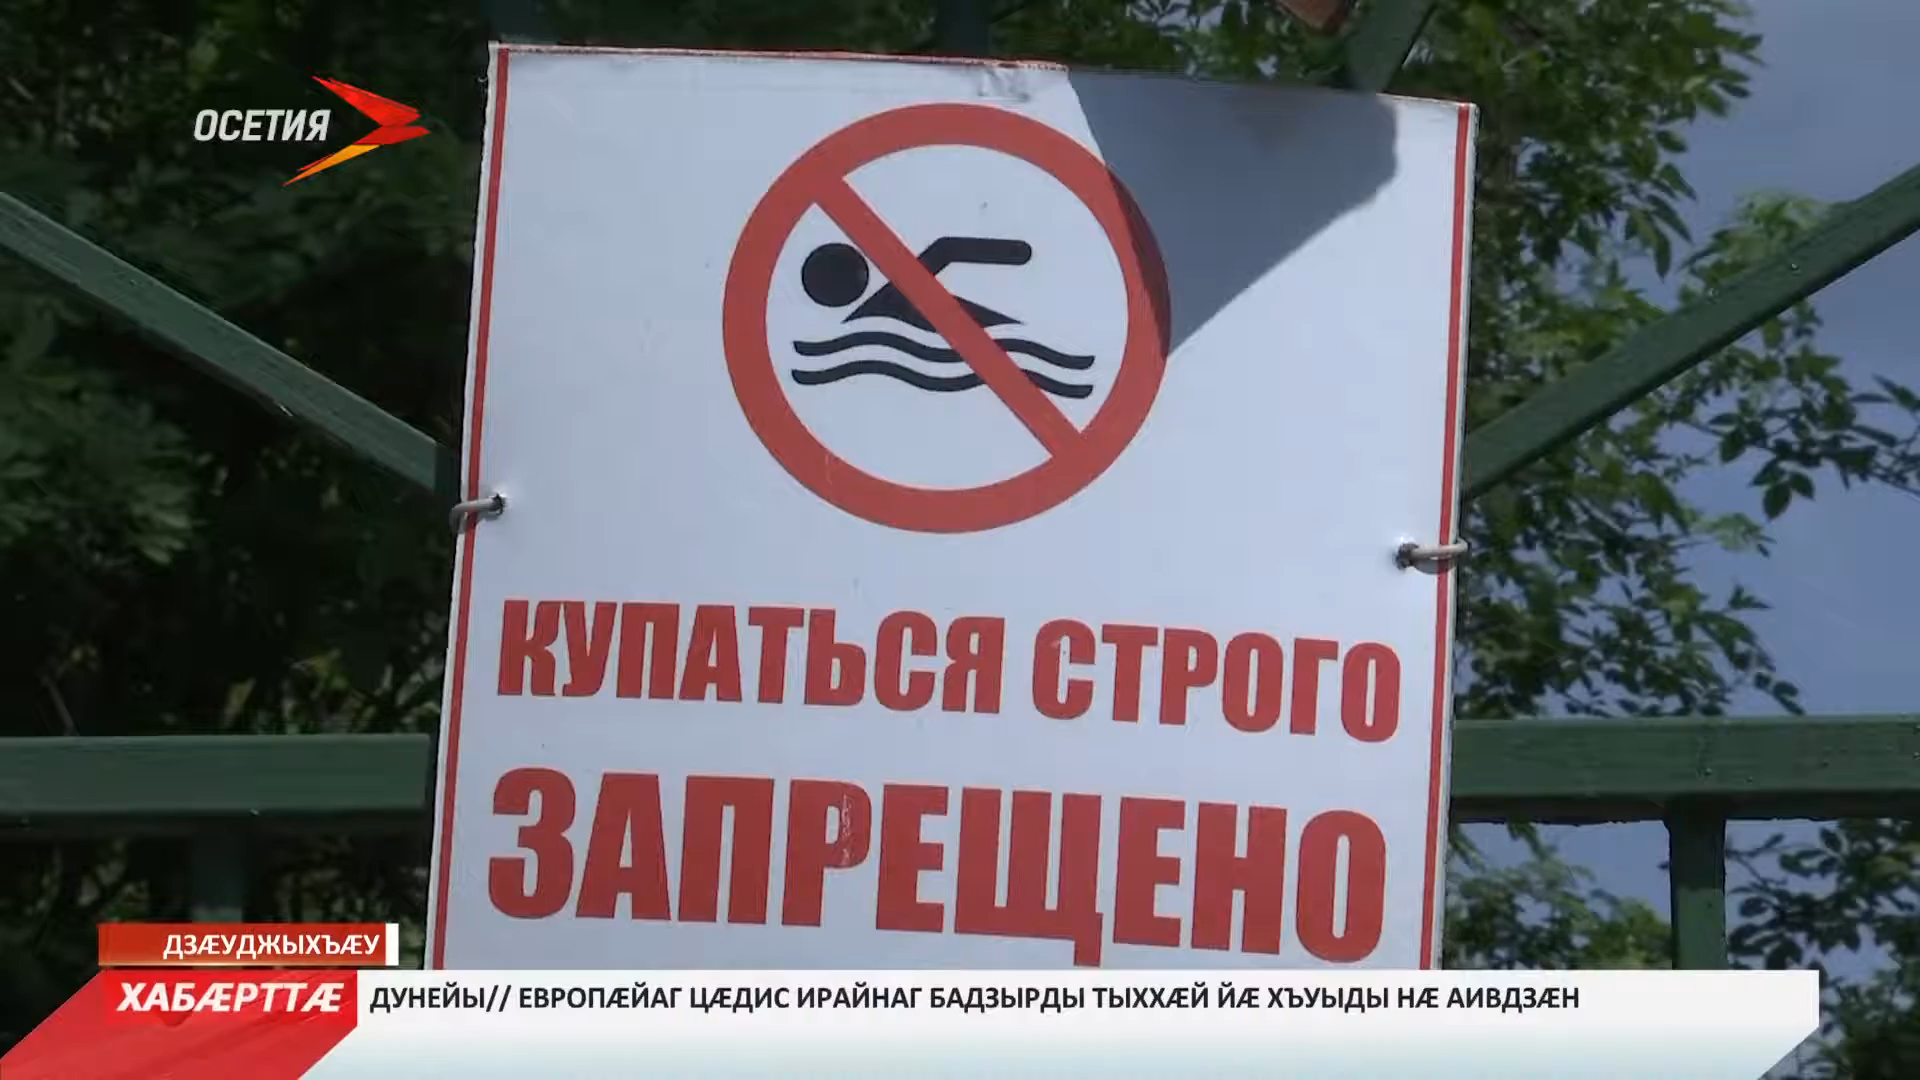 ОСЕТИЯ
КУПАТЬСЯ СТРОГО
ЗАПРЕЩЕНО
ДЗÆУДЖЫХЪÆУ
ХАБÆРТТÆ
ДУНЕЙЫ// ЕВРОПÆЙАГ ЦÆДИС ИРАЙНАГ БАДЗЫРДЫ ТЫХХÆЙ ЙÆ ХЪУЫДЫ НÆ АИВДЗÆН